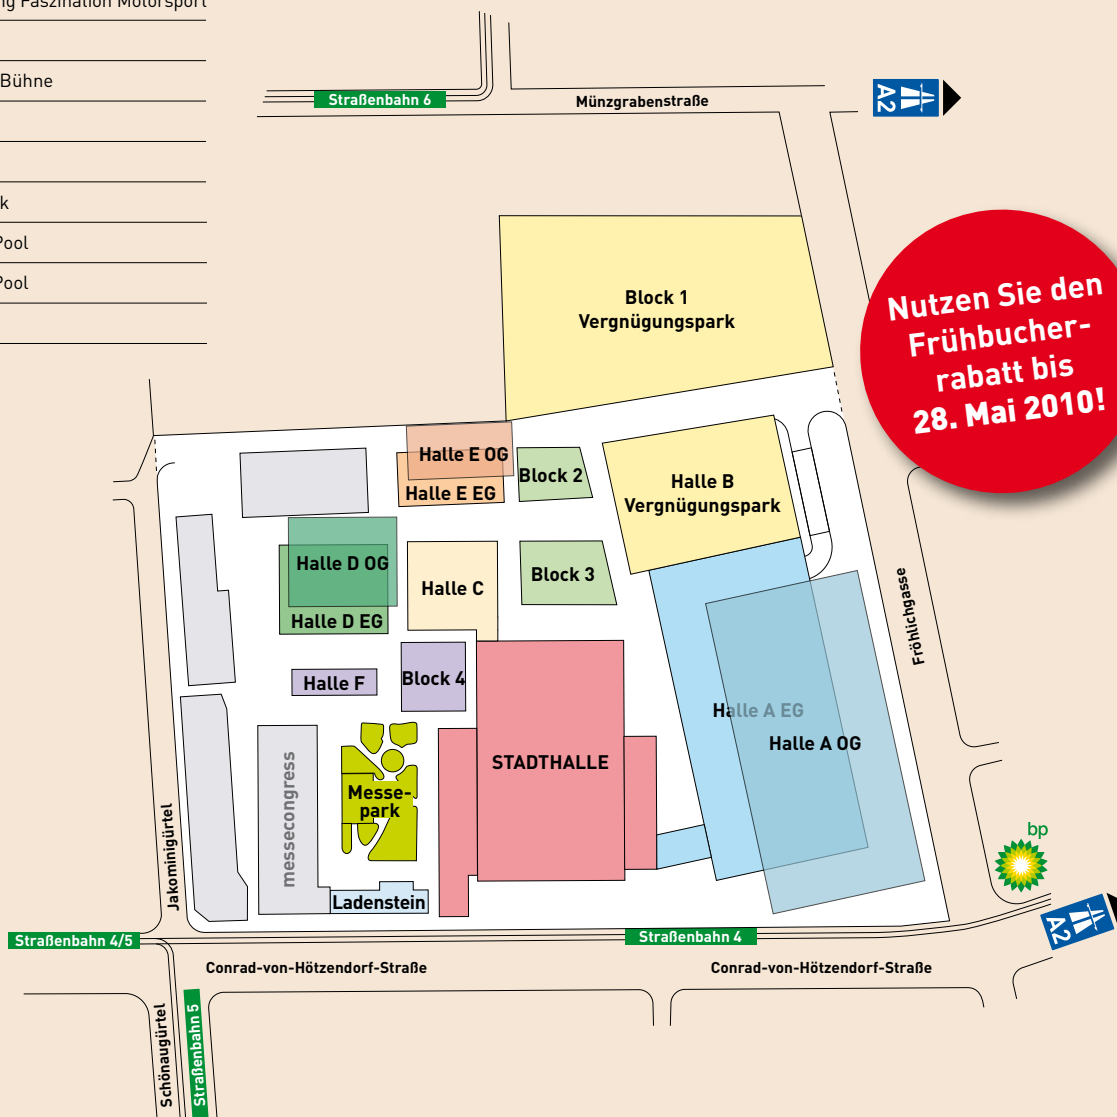 ng Faszination Motorsport
Bühne
k
Pool
Pool
Straßenbahn 6
Münzgrabenstraße
A2
Nutzen Sie den
Frühbucher-
rabatt bis
28. Mai 2010!
Block 1
Vergnügungspark
Halle E OG
Halle E EG
Block 2
Halle B
Vergnügungspark
Halle D OG
Halle D EG
Halle C
Block 3
Fröhlichgasse
Halle F
Block 4
Halle A EG
Halle A OG
STADTHALLE
Messe-
park
messecongress
Jakominigürtel
Ladenstein
bp
A2
Straßenbahn 4/5
Straßenbahn 4
Conrad-von-Hötzendorf-Straße
Conrad-von-Hötzendorf-Straße
Schönaugürtel
Straßenbahn 5